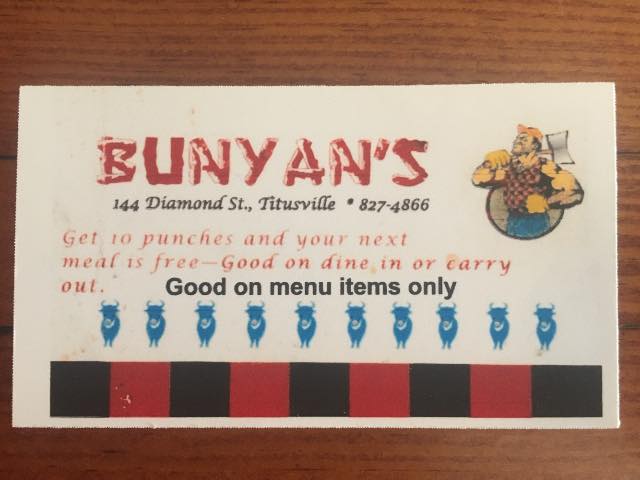 BUNYAN'S
144 Diamond St., Titusville • 827-4866
Get 10 punches and your next
meal is free—Good on dine in or carry
out. Good on menu items only